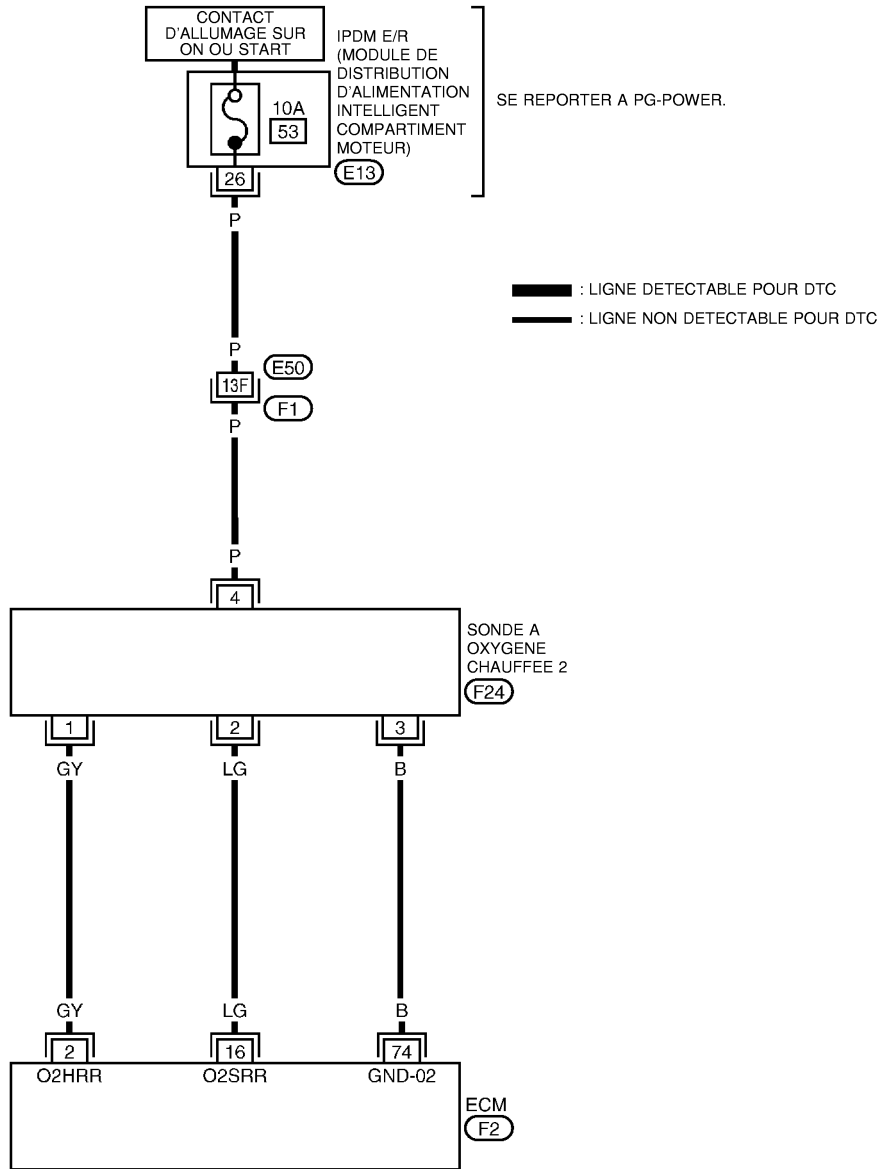 CONTACT
D'ALLUMAGE SUR
ON OU START
IPDM E/R
(MODULE DE
DISTRIBUTION
D'ALIMENTATION
INTELLIGENT
COMPARTIMENT
MOTEUR)
E13
SE REPORTER A PG-POWER.
10A
53
26
P
: LIGNE DETECTABLE POUR DTC
: LIGNE NON DETECTABLE POUR DTC
P
E50
13F
F1
P
P
4
SONDE A
OXYGENE
CHAUFFEE 2
F24
1 2 3
GY LG B
GY LG B
2 16 74
O2HRR O2SRR GND-02
ECM
F2